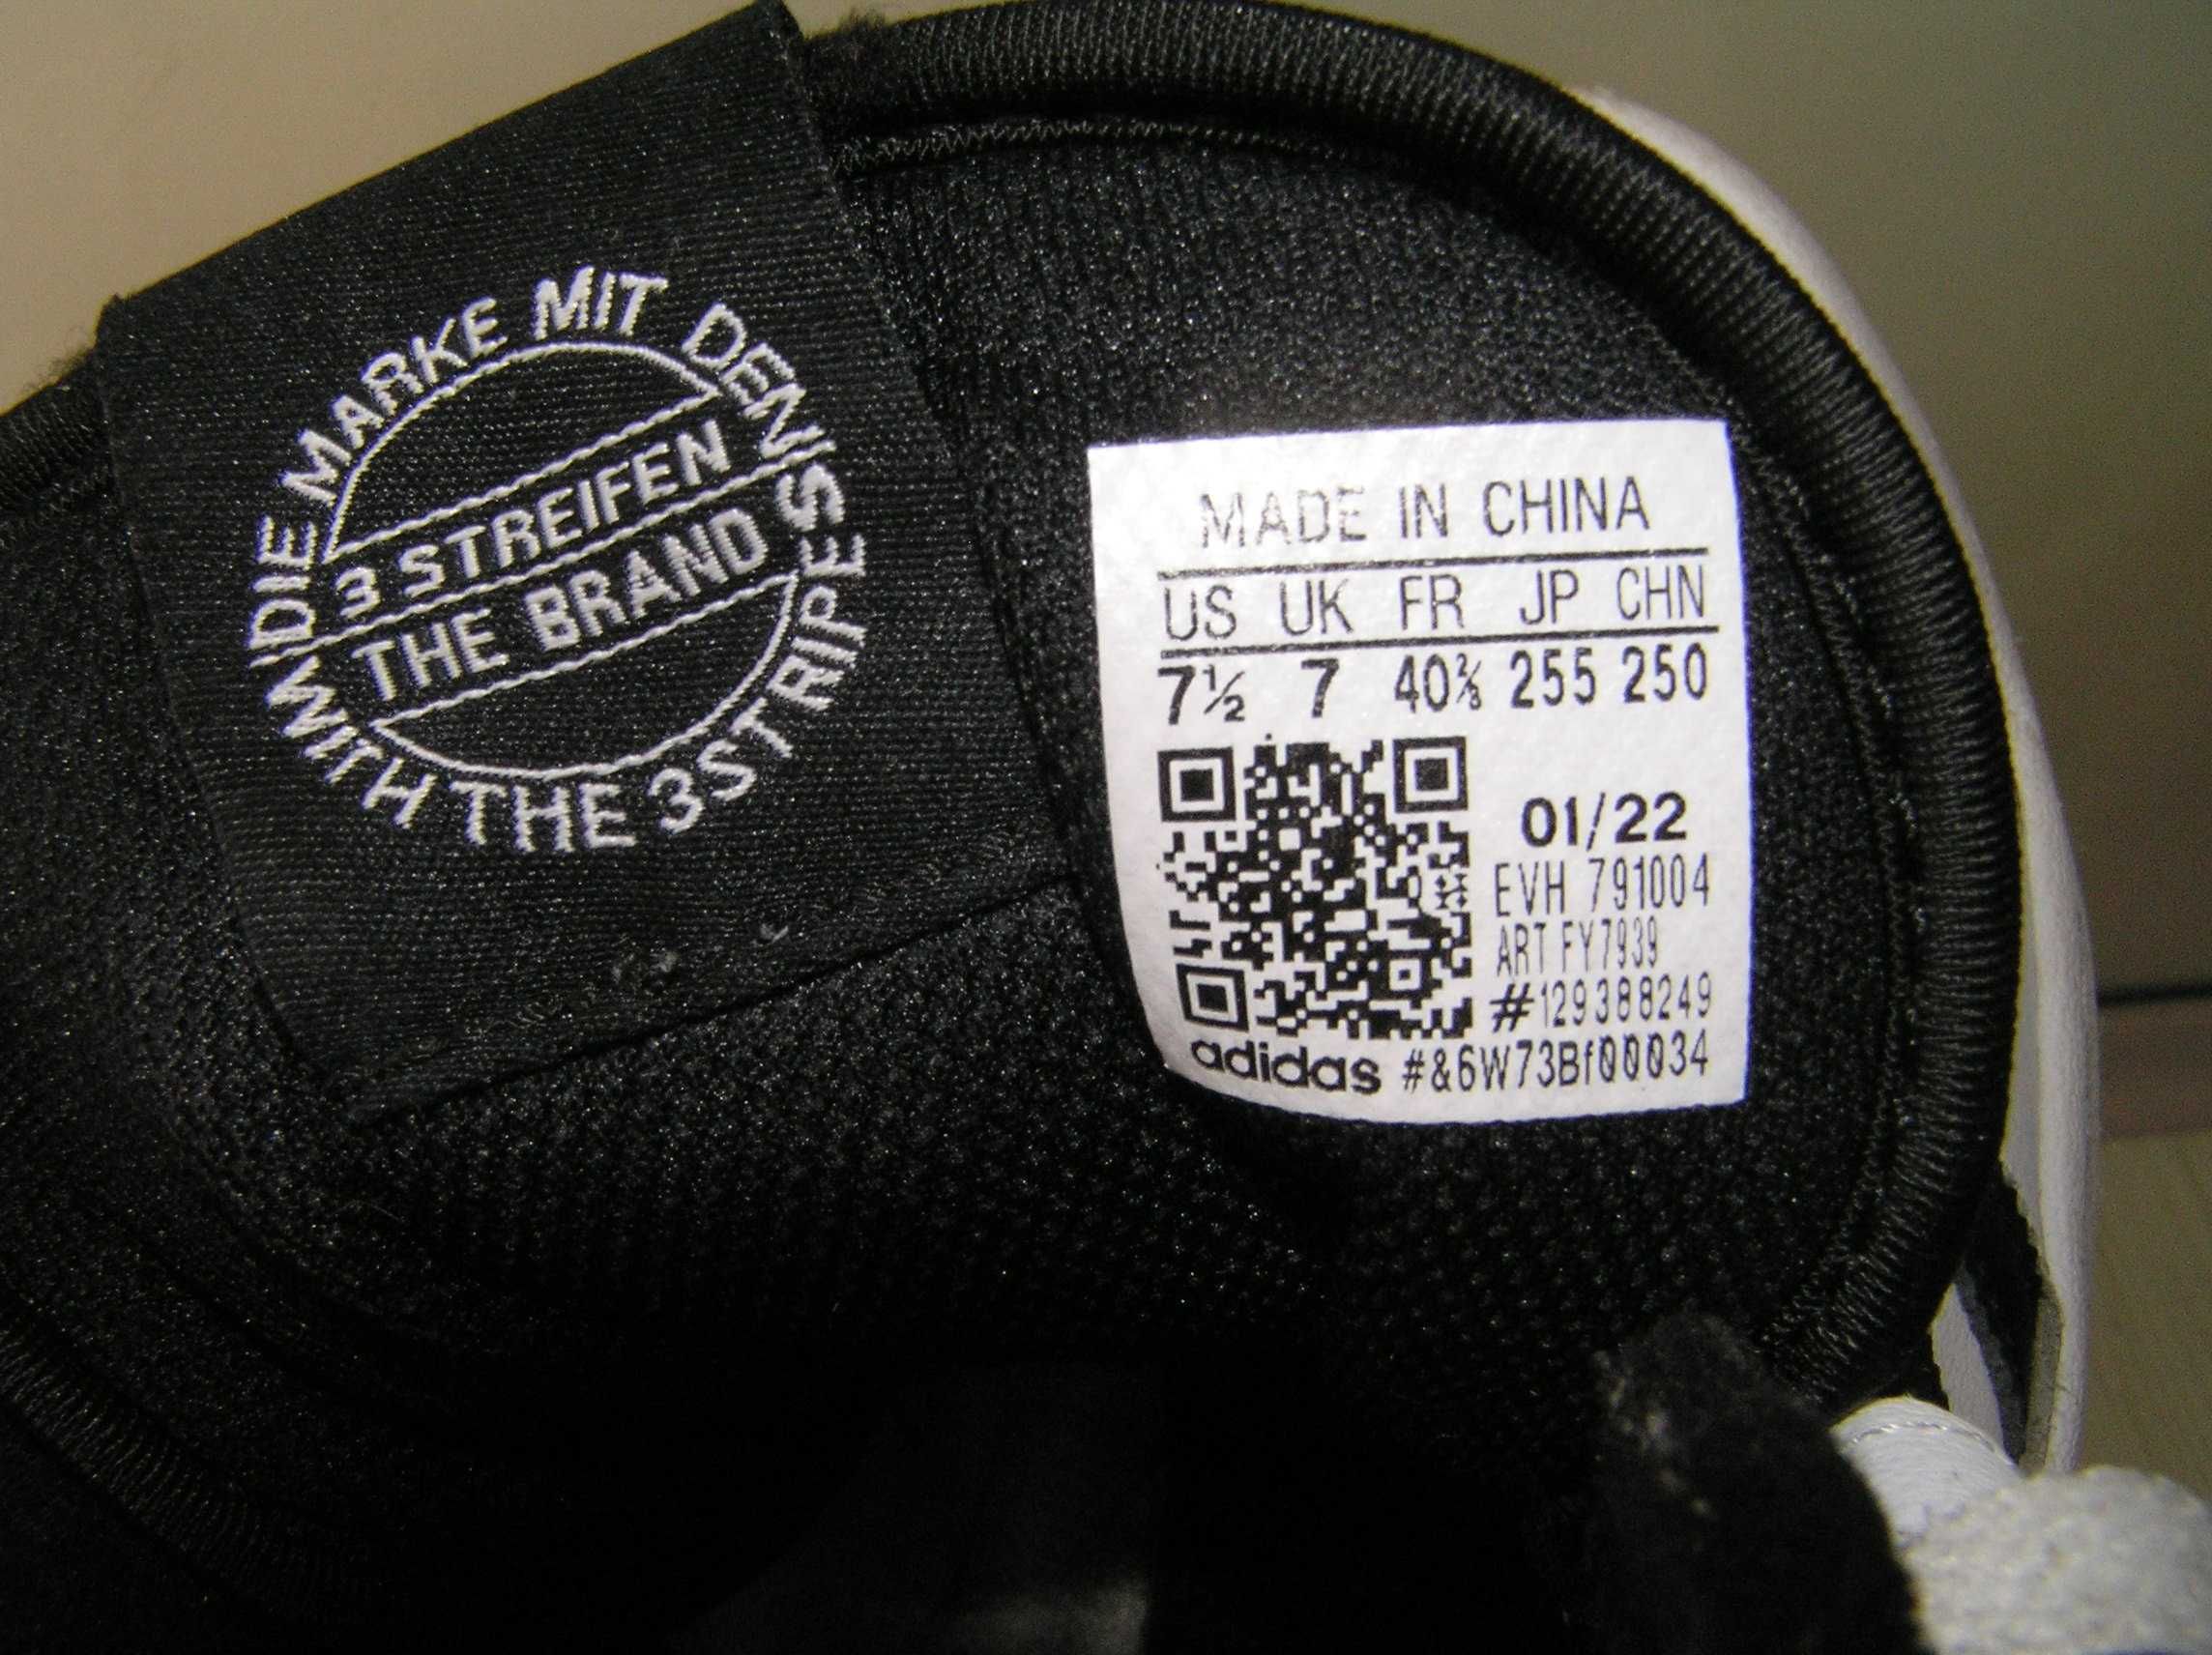 DIE MARKE MIT DEN
3 STREIFEN
THE BRAND
WITH THE 3 STRIPES
MADE IN CHINA
US UK FR JP CHN
7½ 7 40⅔ 255 250
01/22
EVH 791004
ART FY7939
#129388249
adidas #&6W73Bf00034